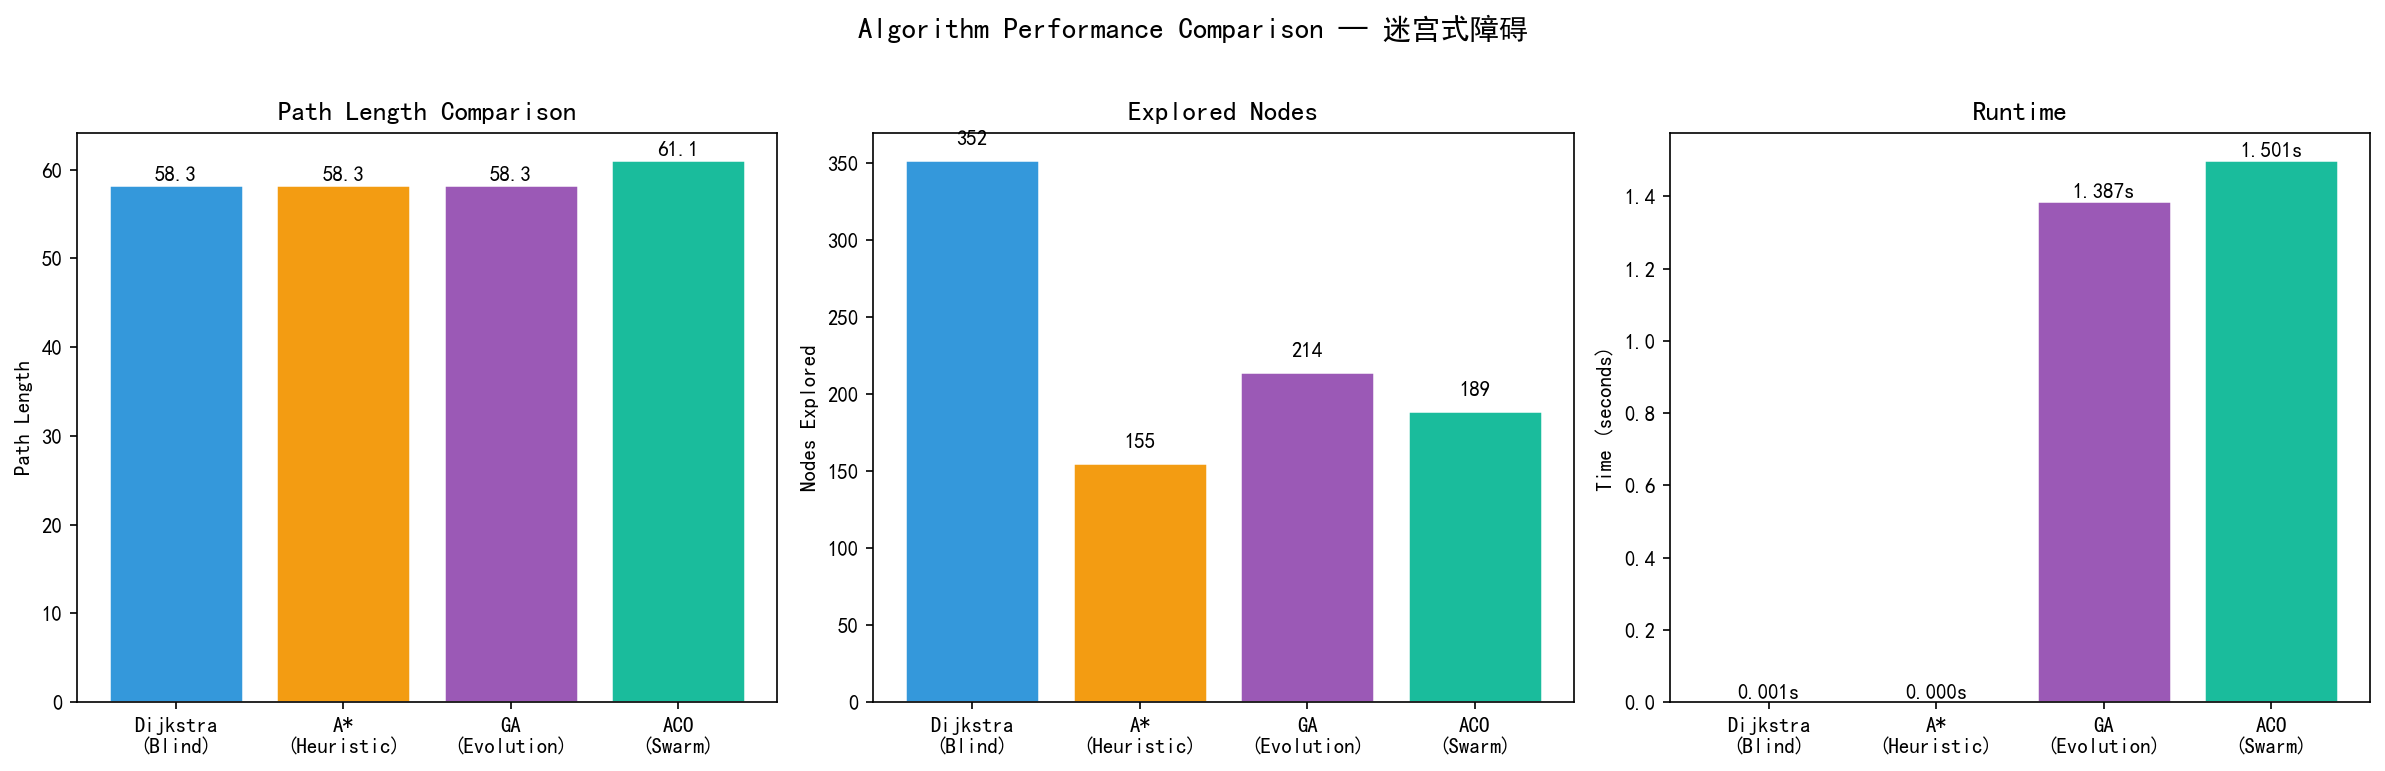 Algorithm Performance Comparison — 迷宫式障碍
Path Length Comparison
Path Length
60
50
40
30
20
10
0
58.3
58.3
58.3
61.1
Dijkstra
(Blind)
A*
(Heuristic)
GA
(Evolution)
ACO
(Swarm)
Explored Nodes
Nodes Explored
350
300
250
200
150
100
50
0
352
155
214
189
Dijkstra
(Blind)
A*
(Heuristic)
GA
(Evolution)
ACO
(Swarm)
Runtime
Time (seconds)
1.4
1.2
1.0
0.8
0.6
0.4
0.2
0.0
0.001s
0.000s
1.387s
1.501s
Dijkstra
(Blind)
A*
(Heuristic)
GA
(Evolution)
ACO
(Swarm)